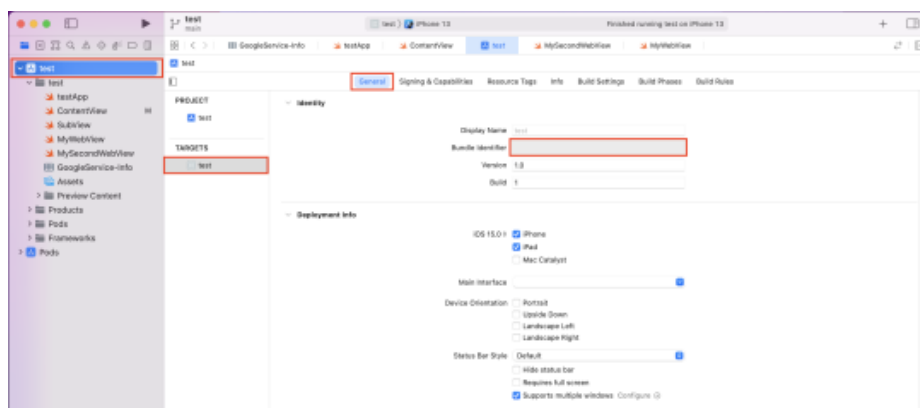 test
main
test
iPhone 13
Finished running test on iPhone 13
GoogleService-Info
testApp
ContentView
test
MySecondWebView
MyWebView
test
test
General
Signing & Capabilities
Resource Tags
Info
Build Settings
Build Phases
Build Rules
test
testApp
ContentView
M
SubView
MyWebView
MySecondWebView
GoogleService-Info
Assets
Preview Content
Products
Pods
Frameworks
Pods
PROJECT
test
TARGETS
test
Identity
Display Name
test
Bundle Identifier
Version
1.0
Build
1
Deployment Info
iOS 15.0
iPhone
iPad
Mac Catalyst
Main Interface
Device Orientation
Portrait
Upside Down
Landscape Left
Landscape Right
Status Bar Style
Default
Hide status bar
Requires full screen
Supports multiple windows
Configure